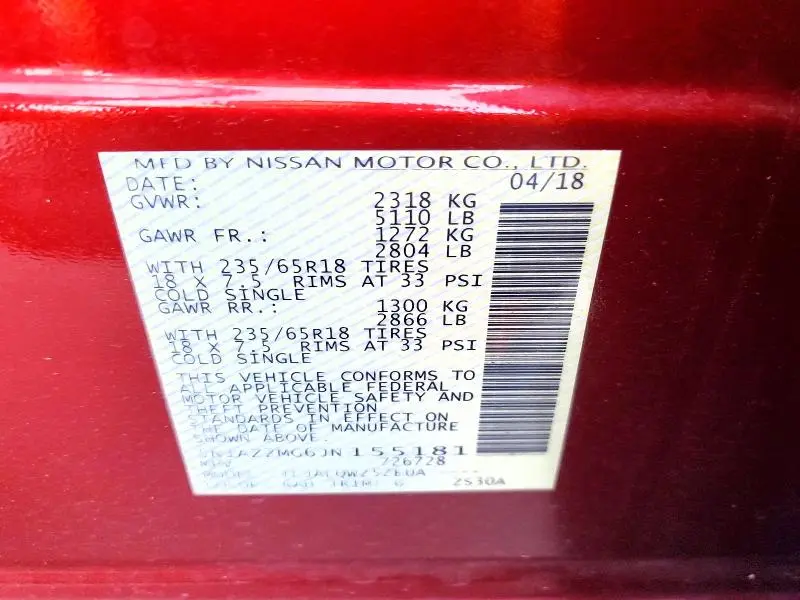 MFD BY NISSAN MOTOR CO., LTD.
DATE: 04/18
GVWR: 2318 KG
5110 LB
GAWR FR.: 1272 KG
2804 LB
WITH 235/65R18 TIRES
18 X 7.5 RIMS AT 33 PSI
COLD SINGLE
GAWR RR.: 1300 KG
2866 LB
WITH 235/65R18 TIRES
18 X 7.5 RIMS AT 33 PSI
COLD SINGLE
THIS VEHICLE CONFORMS TO
ALL APPLICABLE FEDERAL
MOTOR VEHICLE SAFETY AND
THEFT PREVENTION
STANDARDS IN EFFECT ON
THE DATE OF MANUFACTURE
SHOWN ABOVE.
155181
726728
2S30A